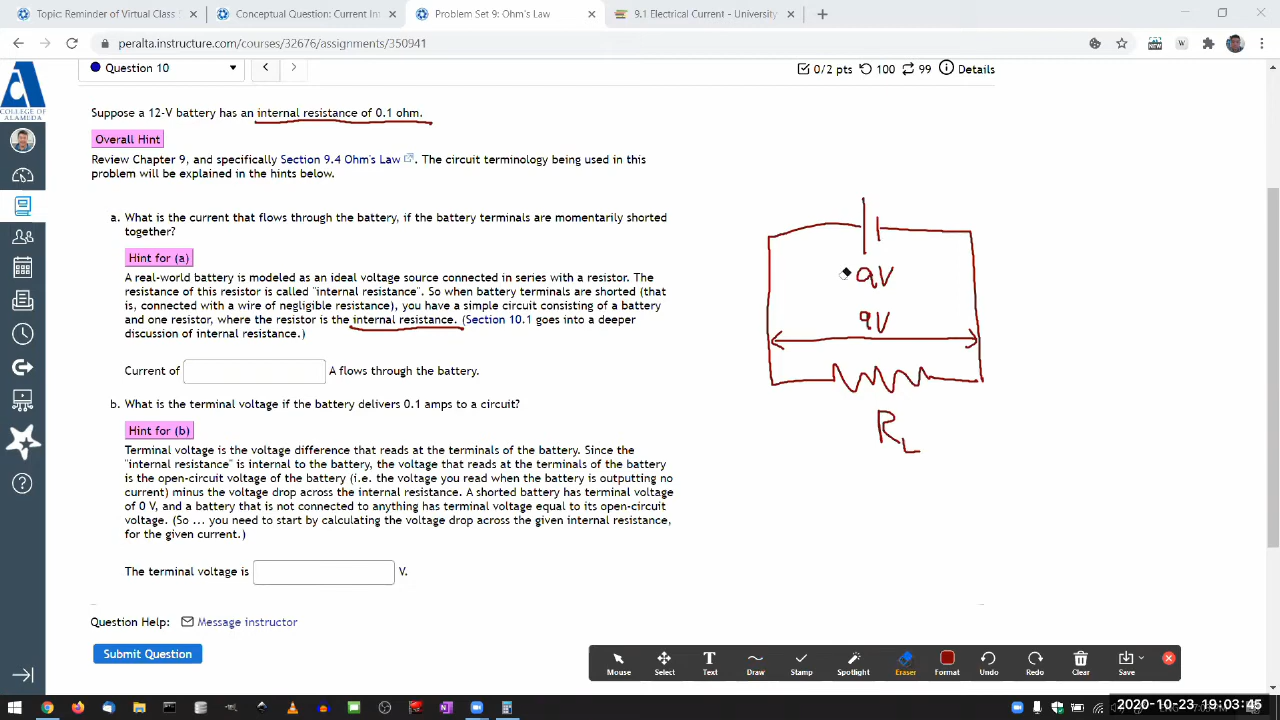 Topic: Reminder of Virtual Class
Conceptual Question: Current Int
Problem Set 9: Ohm's Law
9.1 Electrical Current - University
peralta.instructure.com/courses/32676/assignments/350941
Question 10
0/2 pts 100 99 Details
COLLEGE OF
ALAMEDA
Suppose a 12-V battery has an internal resistance of 0.1 ohm.
Overall Hint
Review Chapter 9, and specifically Section 9.4 Ohm's Law. The circuit terminology being used in this
problem will be explained in the hints below.
a. What is the current that flows through the battery, if the battery terminals are momentarily shorted
together?
Hint for (a)
A real-world battery is modeled as an ideal voltage source connected in series with a resistor. The
resistance of this resistor is called "internal resistance". So when battery terminals are shorted (that
is, connected with a wire of negligible resistance), you have a simple circuit consisting of a battery
and one resistor, where the resistor is the internal resistance. (Section 10.1 goes into a deeper
discussion of internal resistance.)
Current of A flows through the battery.
b. What is the terminal voltage if the battery delivers 0.1 amps to a circuit?
Hint for (b)
Terminal voltage is the voltage difference that reads at the terminals of the battery. Since the
"internal resistance" is internal to the battery, the voltage that reads at the terminals of the battery
is the open-circuit voltage of the battery (i.e. the voltage you read when the battery is outputting no
current) minus the voltage drop across the internal resistance. A shorted battery has terminal voltage
of 0 V, and a battery that is not connected to anything has terminal voltage equal to its open-circuit
voltage. (So ... you need to start by calculating the voltage drop across the given internal resistance,
for the given current.)
The terminal voltage is V.
Question Help: Message instructor
Submit Question
9V
9V
RL
Mouse Select Text Draw Stamp Spotlight Eraser Format Undo Redo Clear Save
2020-10-23 19:03:45